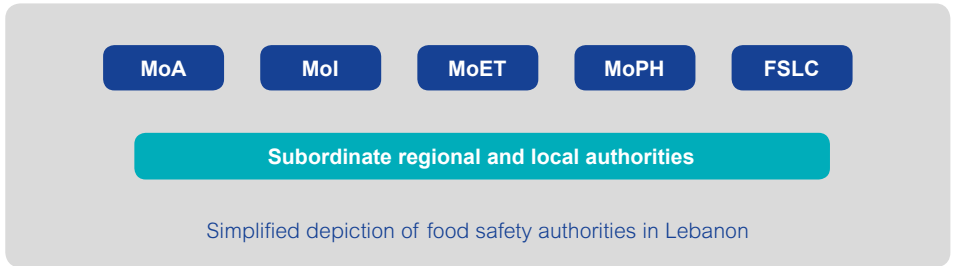 MoA MoI MoET MoPH FSLC
Subordinate regional and local authorities
Simplified depiction of food safety authorities in Lebanon